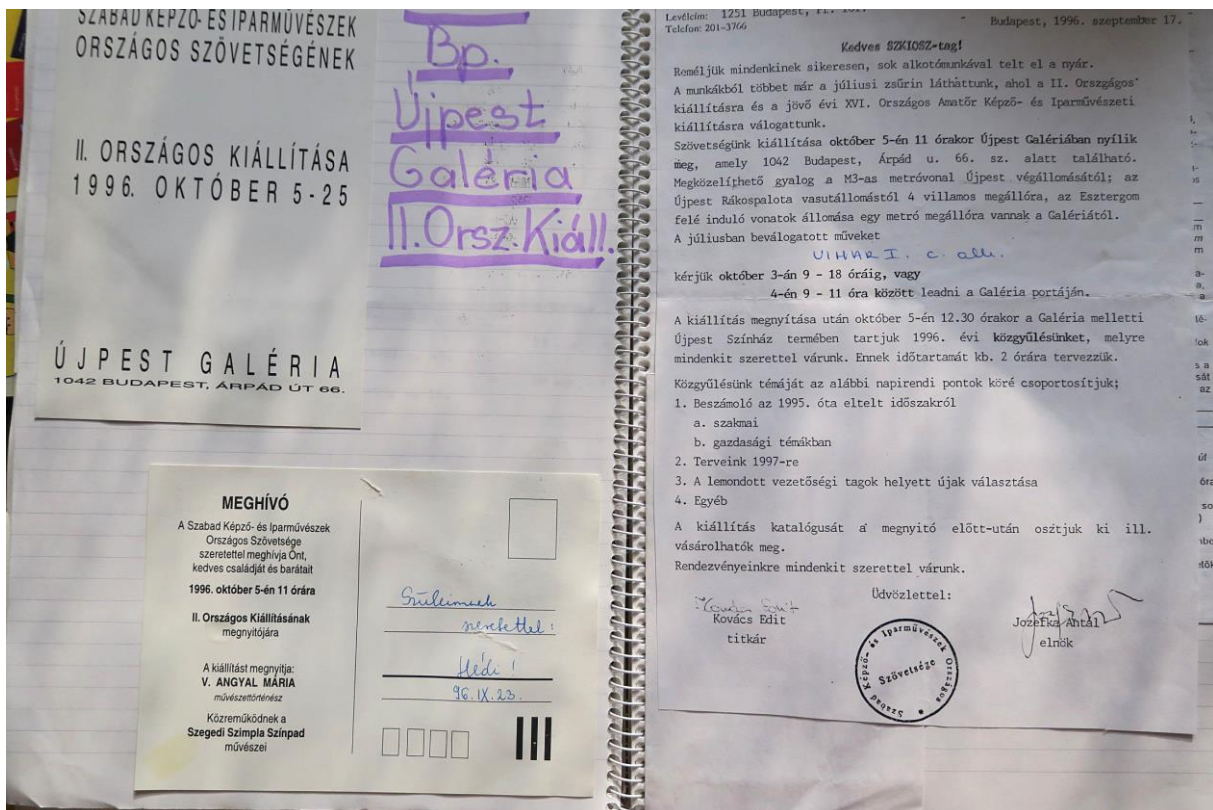 SZABAD KÉPZŐ- ÉS IPARMŰVÉSZEK
ORSZÁGOS SZÖVETSÉGÉNEK
II. ORSZÁGOS KIÁLLÍTÁSA
1996. OKTÓBER 5-25
ÚJPEST GALÉRIA
1042 BUDAPEST, ÁRPÁD ÚT 66.
Bp.
Újpest
Galéria
II.Orsz.Kiáll.
MEGHÍVÓ
A Szabad Képző- és Iparművészek
Országos Szövetsége
szeretettel meghívja Önt,
kedves családját és barátait
1996. október 5-én 11 órára
II. Országos Kiállításának
megnyitójára
A kiállítást megnyitja:
V. ANGYAL MÁRIA
művészettörténész
Közreműködnek a
Szegedi Szimpla Színpad
művészei
Szüleimnek
szeretettel:
Hédi!
96.IX.23.
Levélcím: 1251 Budapest,
Telefon: 201-3766
Budapest, 1996. szeptember 17.
Kedves SZKIOSZ-tag!
Reméljük mindenkinek sikeresen, sok alkotómunkával telt el a nyár.
A munkákból többet már a júliusi zsűrin láthattunk, ahol a II. Orszgágos
kiállításra és a jövő évi XVI. Országos Amatőr Képző- és Iparművészeti
kiállításra válogattunk.
Szövetségünk kiállítása október 5-én 11 órakor Újpest Galériában nyílik
meg, amely 1042 Budapest, Árpád u. 66. sz. alatt található.
Megközelíthető gyalog a M3-as metróvonal Újpest végállomásától; az
Újpest Rákospalota vasutállomástól 4 villamos megállóra, az Esztergom
felé induló vonatok állomása egy metró megállóra vannak a Galériától.
A júliusban beválogatott műveket
VIHAR I. c. alk.
kérjük október 3-án 9 - 18 óráig, vagy
4-én 9 - 11 óra között leadni a Galéria portáján.
A kiállítás megnyítása után október 5-én 12.30 órakor a Galéria melletti
Újpest Színház termében tartjuk 1996. évi közgyűlésünket, melyre
mindenkit szerettel várunk. Ennek időtartamát kb. 2 órára tervezzük.
Közgyűlésünk témáját az alábbi napirendi pontok köré csoportosítjuk;
1. Beszámoló az 1995. óta eltelt időszakról
a. szakmai
b. gazdasági témákban
2. Terveink 1997-re
3. A lemondott vezetőségi tagok helyett újak választása
4. Egyéb
A kiállítás katalógusát a megnyitó előtt-után osztjuk ki ill.
vásárolhatók meg.
Rendezvényeinkre mindenkit szerettel várunk.
Üdvözlettel:
Kovács Edit
titkár
Jozefka Antal
elnök
Szabad Képző- és Iparművészek Országos
Szövetsége